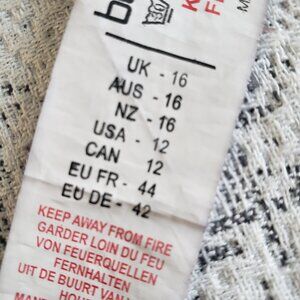 UK - 16
AUS - 16
NZ - 16
USA - 12
CAN 12
EU FR - 44
EU DE - 42
KEEP AWAY FROM FIRE
GARDER LOIN DU FEU
VON FEUERQUELLEN
FERNHALTEN
UIT DE BUURT VAN